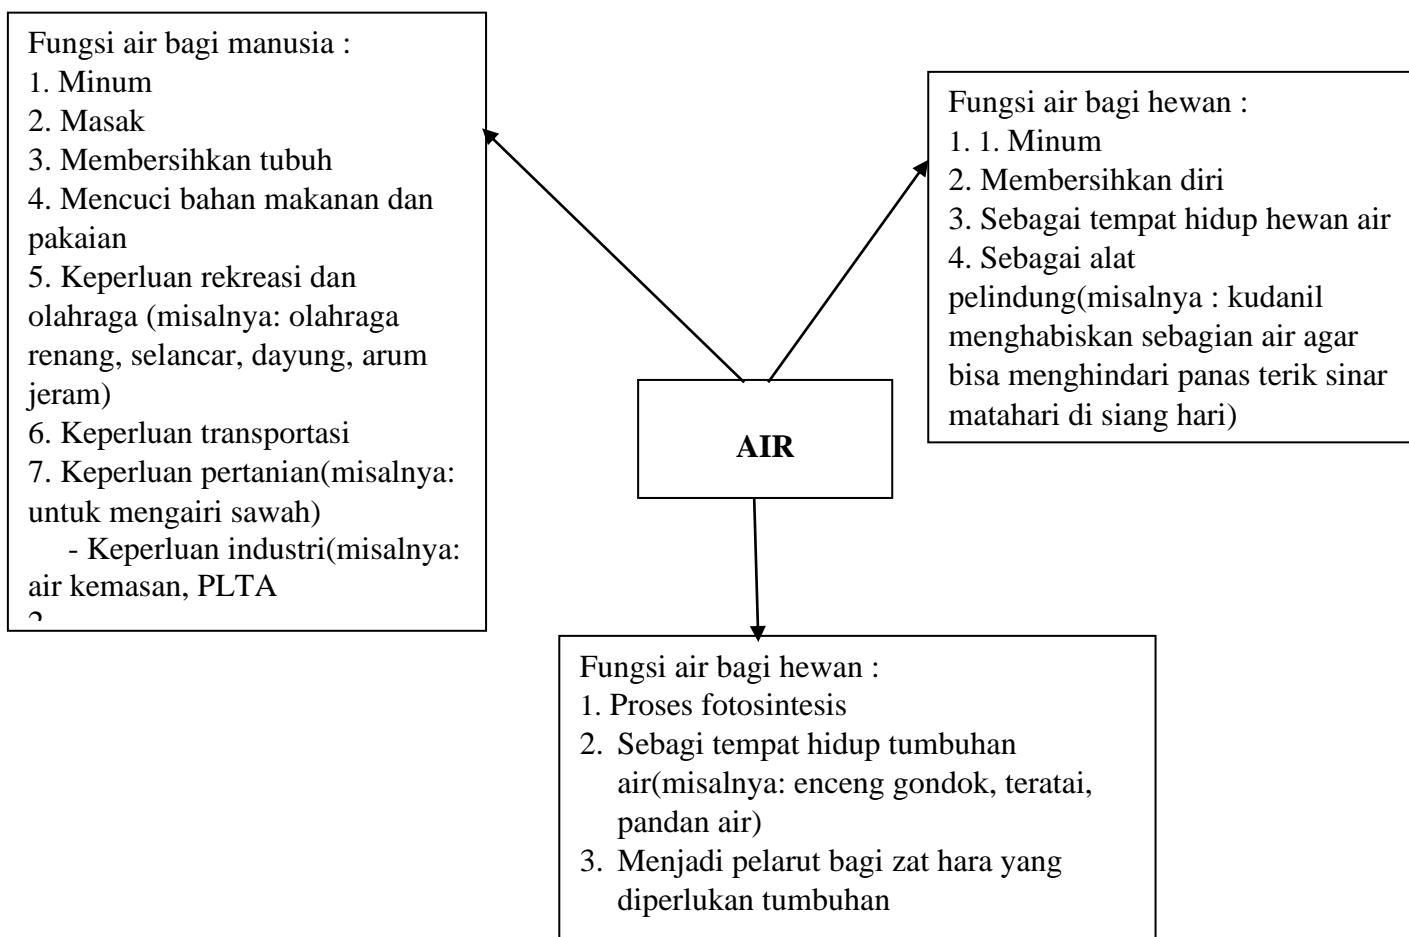 Fungsi air bagi manusia :
1. Minum
2. Masak
3. Membersihkan tubuh
4. Mencuci bahan makanan dan
pakaian
5. Keperluan rekreasi dan
olahraga (misalnya: olahraga
renang, selancar, dayung, arum
jeram)
6. Keperluan transportasi
7. Keperluan pertanian(misalnya:
untuk mengairi sawah)
- Keperluan industri(misalnya:
air kemasan, PLTA
Fungsi air bagi hewan :
1. 1. Minum
2. Membersihkan diri
3. Sebagai tempat hidup hewan air
4. Sebagai alat
pelindung(misalnya : kudanil
menghabiskan sebagian air agar
bisa menghindari panas terik sinar
matahari di siang hari)
AIR
Fungsi air bagi hewan :
1. Proses fotosintesis
2. Sebagi tempat hidup tumbuhan
air(misalnya: enceng gondok, teratai,
pandan air)
3. Menjadi pelarut bagi zat hara yang
diperlukan tumbuhan